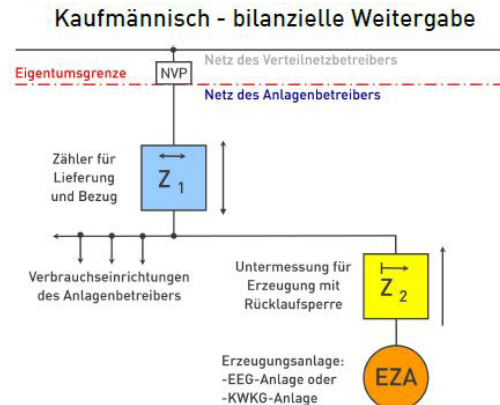 Kaufmännisch - bilanzielle Weitergabe
Netz des Verteilnetzbetreibers
Eigentumsgrenze
NVP
Netz des Anlagenbetreibers
Zähler für
Lieferung
und Bezug
Z 1
Verbrauchseinrichtungen
des Anlagenbetreibers
Untermessung für
Erzeugung mit
Rücklaufsperre
Z 2
Erzeugungsanlage:
-EEG-Anlage oder
-KWKG-Anlage
EZA